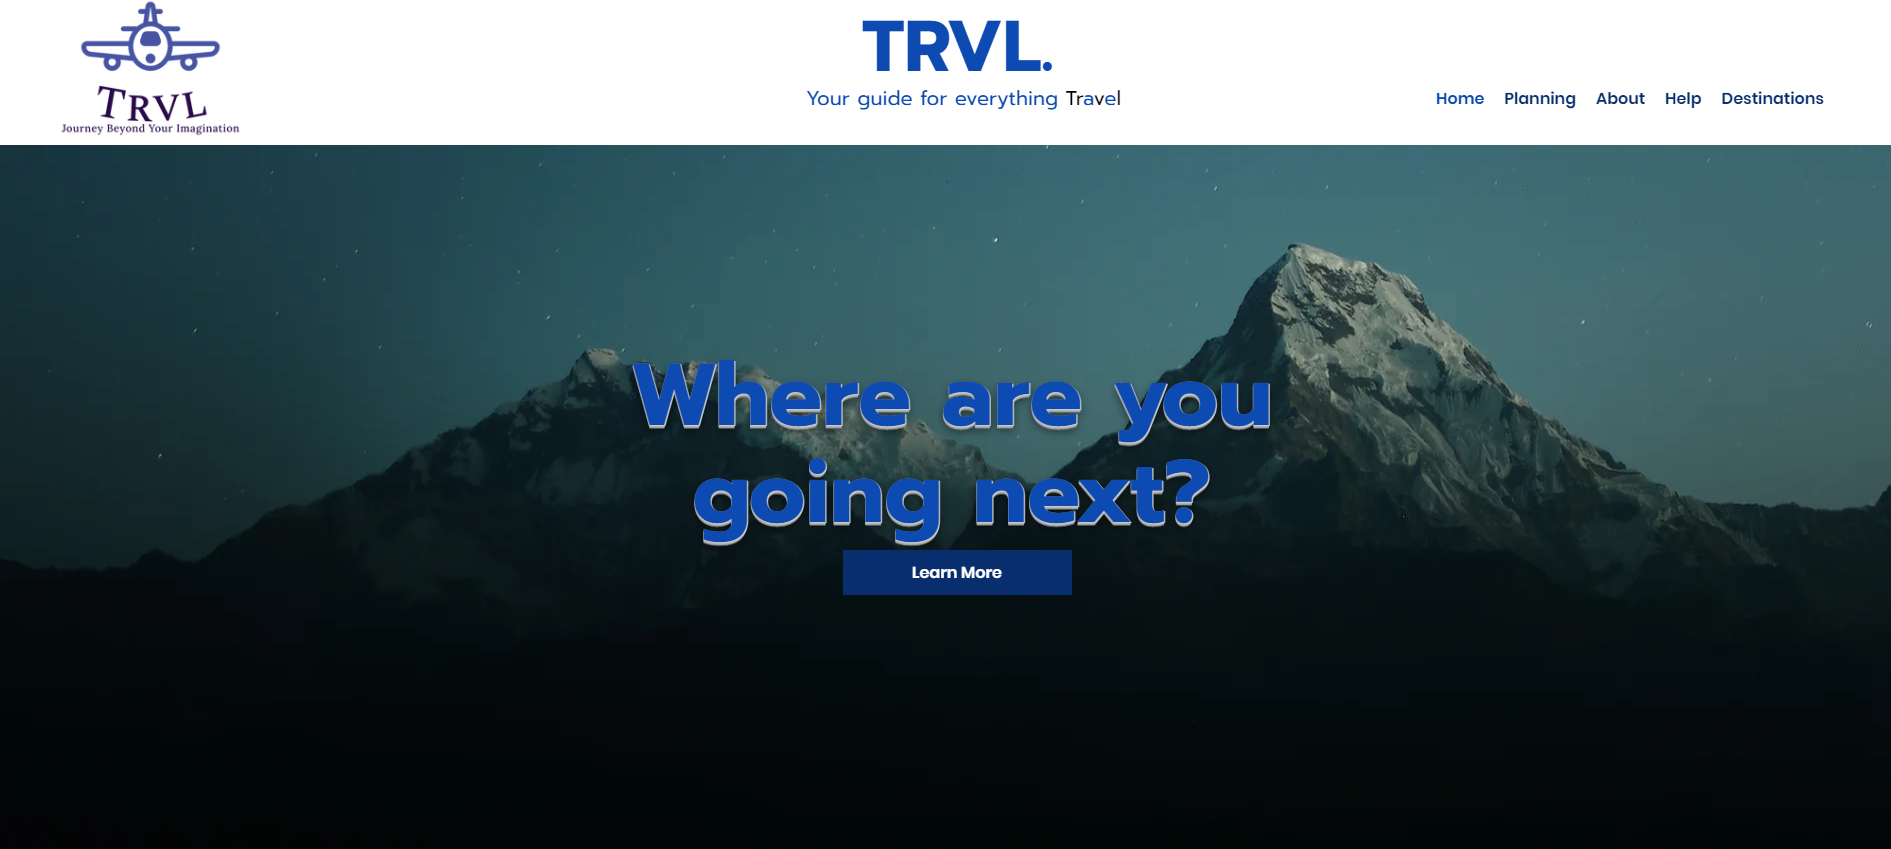 TRVL
Journey Beyond Your Imagination
TRVL.
Your guide for everything Travel
Home Planning About Help Destinations
Where are you
going next?
Learn More